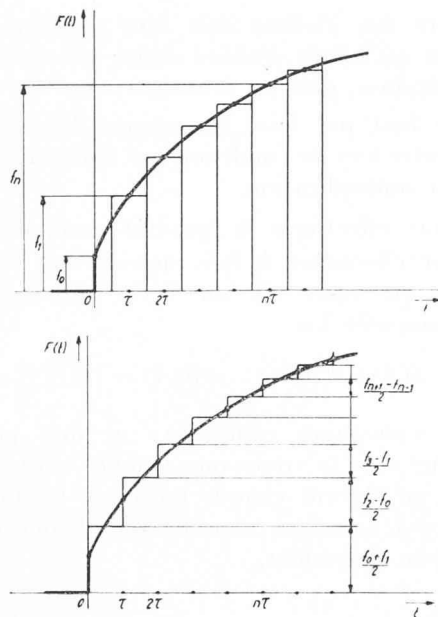 F(t)
f_n
f_1
f_0
0 τ 2τ nτ t
F(t)
(f_{n+1} - f_{n-1})/2
(f_3 - f_1)/2
(f_2 - f_0)/2
(f_0 + f_1)/2
0 τ 2τ nτ t